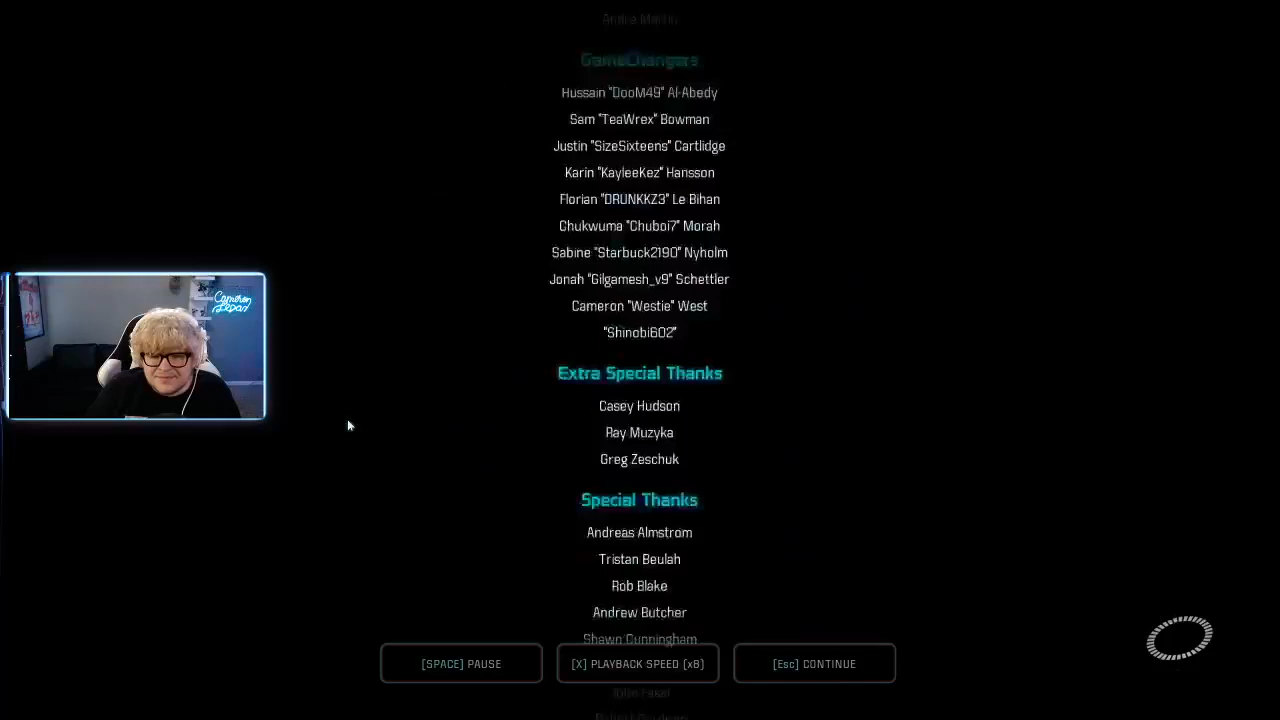 Andre Martin
GameChangers
Hussain "DooM49" Al-Abedy
Sam "TeaWrex" Bowman
Justin "SizeSixteens" Cartlidge
Karin "KayleeKez" Hansson
Florian "DRUNKKZ3" Le Bihan
Chukwuma "Chuboi7" Morah
Sabine "Starbuck2190" Nyholm
Jonah "Gilgamesh_v9" Schettler
Cameron "Westie" West
"Shinobi602"
Cameron
Extra Special Thanks
Casey Hudson
Ray Muzyka
Greg Zeschuk
Special Thanks
Andreas Almstrom
Tristan Beulah
Rob Blake
Andrew Butcher
Shawn Cunningham
[SPACE] PAUSE
[X] PLAYBACK SPEED (x8)
[Esc] CONTINUE